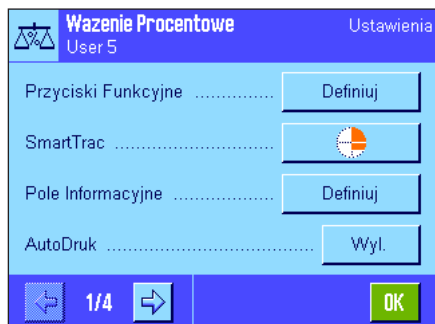 Wazenie Procentowe Ustawienia
User 5
Przyciski Funkcyjne ............... Definiuj
SmartTrac ..............................
Pole Informacyjne .................. Definiuj
AutoDruk ....................................... Wyl.
1/4 OK